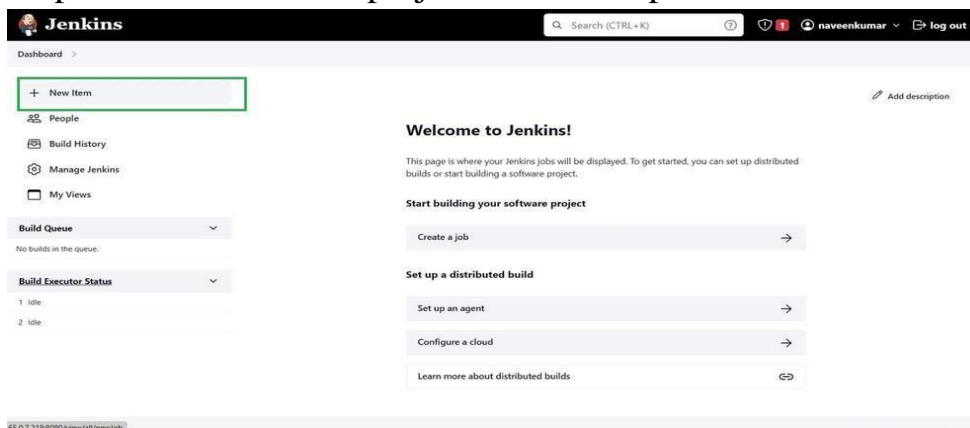 Jenkins
Search (CTRL+K)
1
naveenkumar
log out
Dashboard >
+ New Item
Add description
People
Welcome to Jenkins!
Build History
This page is where your Jenkins jobs will be displayed. To get started, you can set up distributed
builds or start building a software project.
Manage Jenkins
My Views
Start building your software project
Build Queue
Create a job
No builds in the queue.
Set up a distributed build
Build Executor Status
1 Idle
Set up an agent
2 Idle
Configure a cloud
Learn more about distributed builds